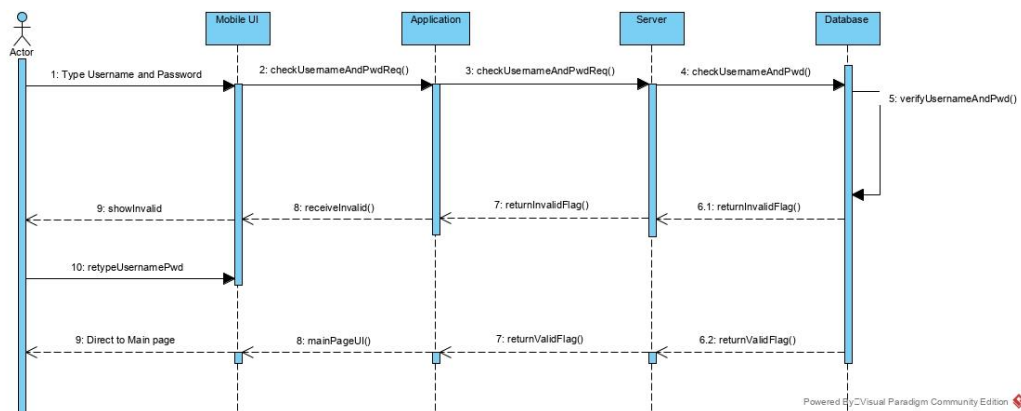 Actor
Mobile UI
Application
Server
Database
1: Type Username and Password
2: checkUsernameAndPwdReq()
3: checkUsernameAndPwdReq()
4: checkUsernameAndPwd()
5: verifyUsernameAndPwd()
9: showInvalid
8: receiveInvalid()
7: returnInvalidFlag()
6.1: returnInvalidFlag()
10: retypeUsernamePwd
9: Direct to Main page
8: mainPageUI()
7: returnValidFlag()
6.2: returnValidFlag()
Powered By Visual Paradigm Community Edition